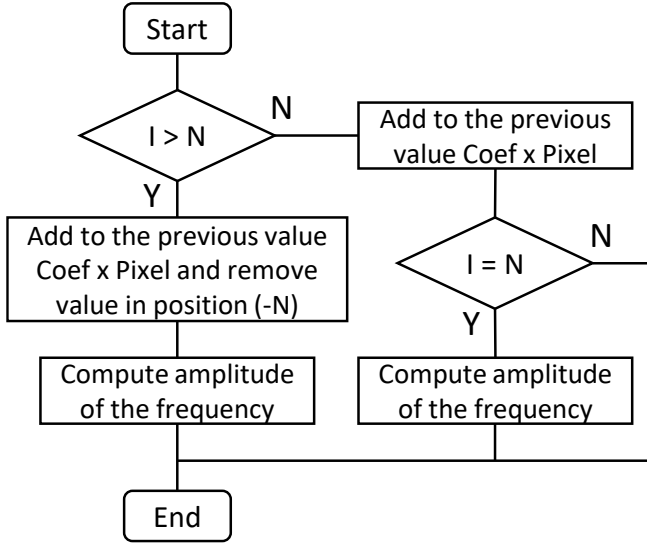 Start
I > N
N
Y
Add to the previous
value Coef x Pixel
Add to the previous value
Coef x Pixel and remove
value in position (-N)
I = N
N
Y
Compute amplitude
of the frequency
Compute amplitude
of the frequency
End